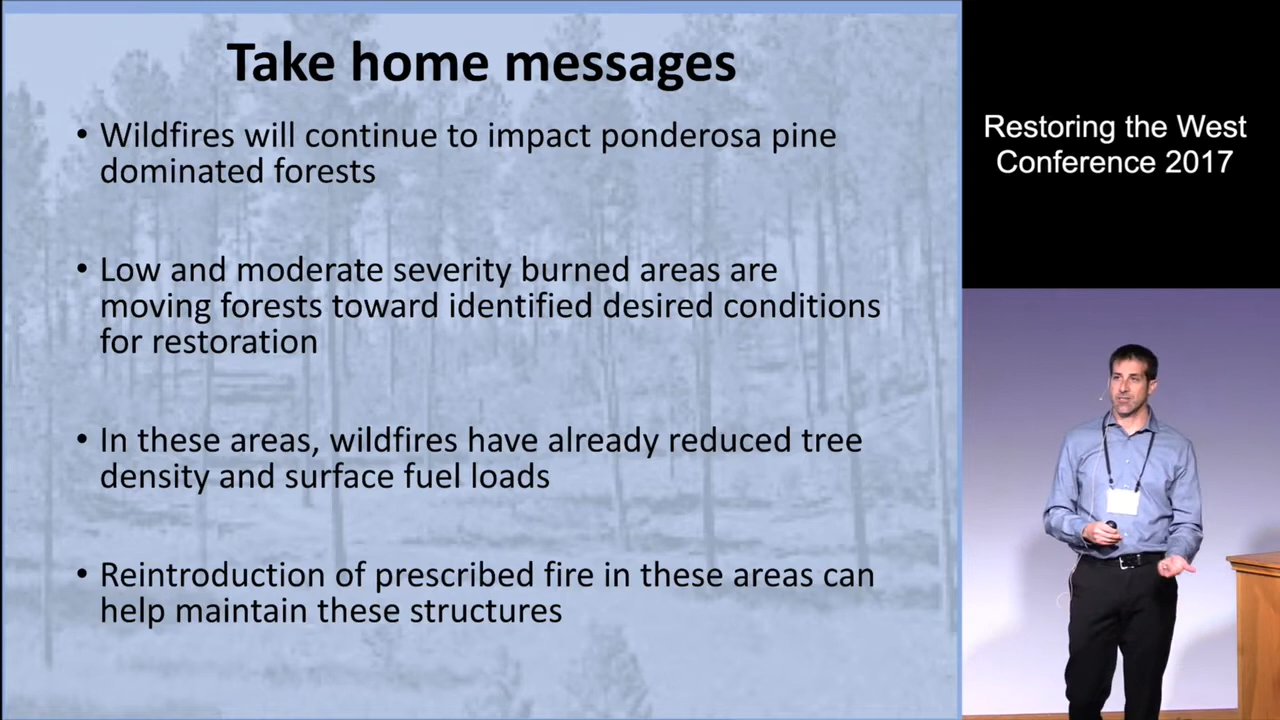 Take home messages
• Wildfires will continue to impact ponderosa pine
dominated forests
• Low and moderate severity burned areas are
moving forests toward identified desired conditions
for restoration
• In these areas, wildfires have already reduced tree
density and surface fuel loads
• Reintroduction of prescribed fire in these areas can
help maintain these structures
Restoring the West
Conference 2017